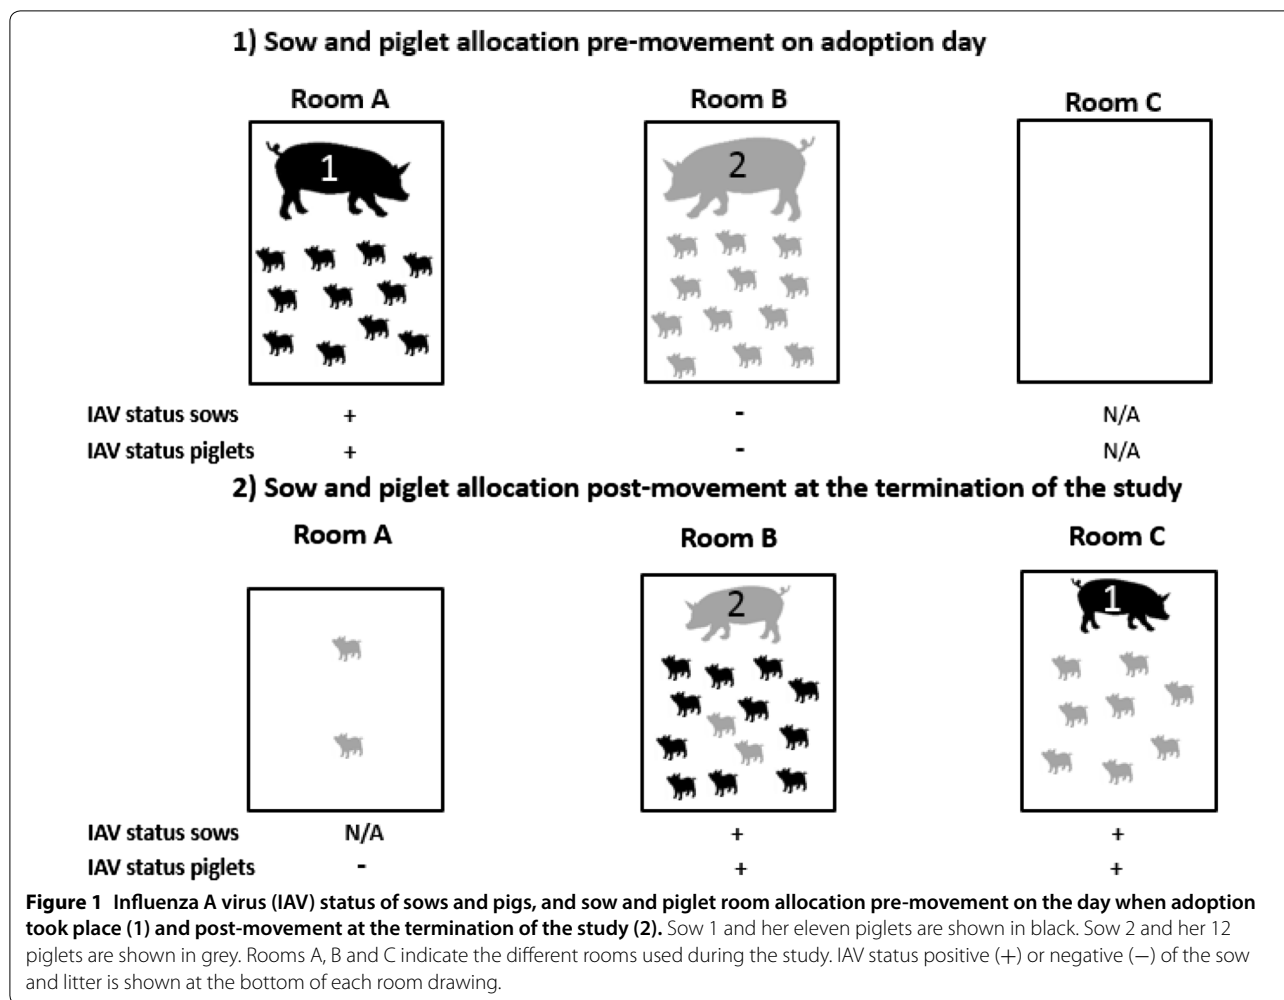 1) Sow and piglet allocation pre-movement on adoption day
Room A Room B Room C
1 2
IAV status sows + - N/A
IAV status piglets + - N/A
2) Sow and piglet allocation post-movement at the termination of the study
Room A Room B Room C
2 1
IAV status sows N/A + +
IAV status piglets - + +
Figure 1 Influenza A virus (IAV) status of sows and pigs, and sow and piglet room allocation pre-movement on the day when adoption
took place (1) and post-movement at the termination of the study (2). Sow 1 and her eleven piglets are shown in black. Sow 2 and her 12
piglets are shown in grey. Rooms A, B and C indicate the different rooms used during the study. IAV status positive (+) or negative (−) of the sow
and litter is shown at the bottom of each room drawing.